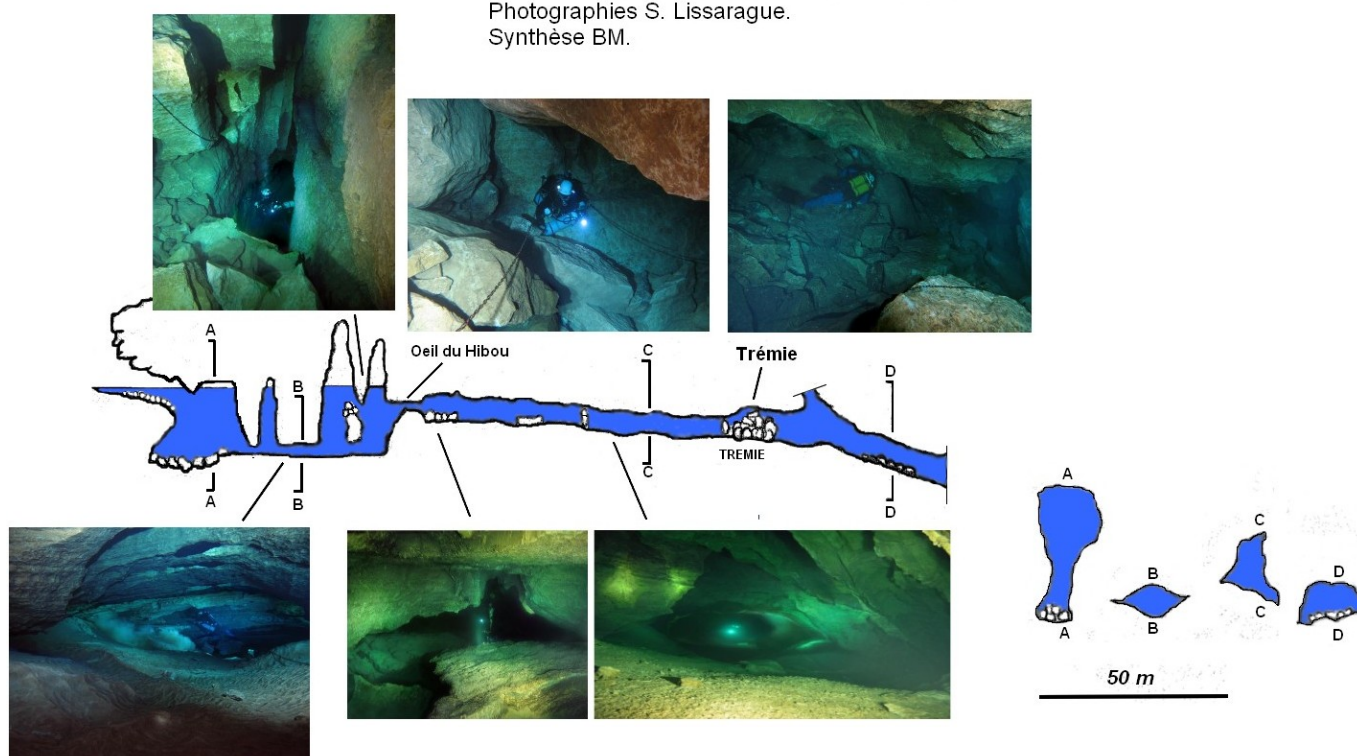 Photographies S. Lissarague.
Synthèse BM.
A
Oeil du Hibou
C
Trémie
B
D
TREMIE
C
A
B
D
A
B
C
D
B
C
A
D
50 m